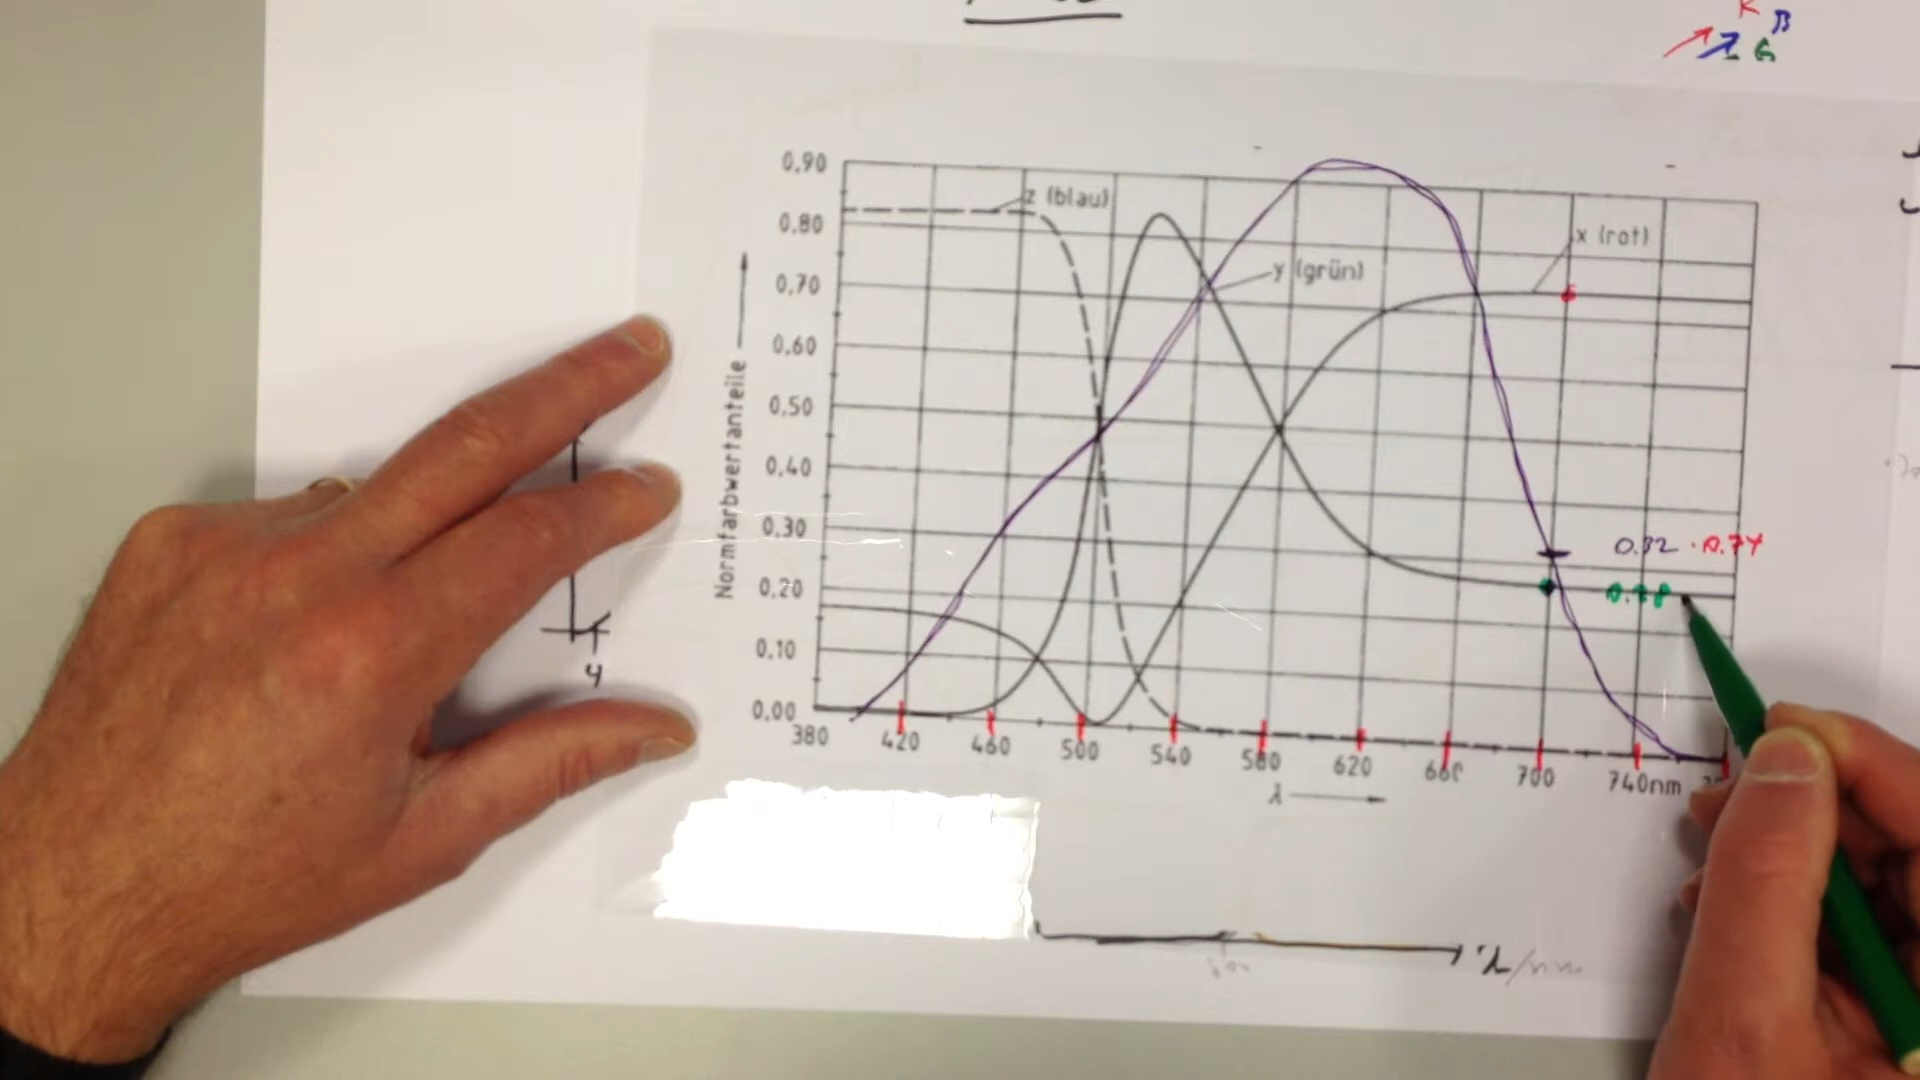 R
B
G
0,90
z (blau)
0,80
x (rot)
y (grün)
0,70
0,60
0,50
0,40
0,30
0.32 · 0.74
0,20
0,10
0,00
Normfarbwertanteile
4
380 420 460 500 540 580 620 660 700 740nm
λ
λ/nm